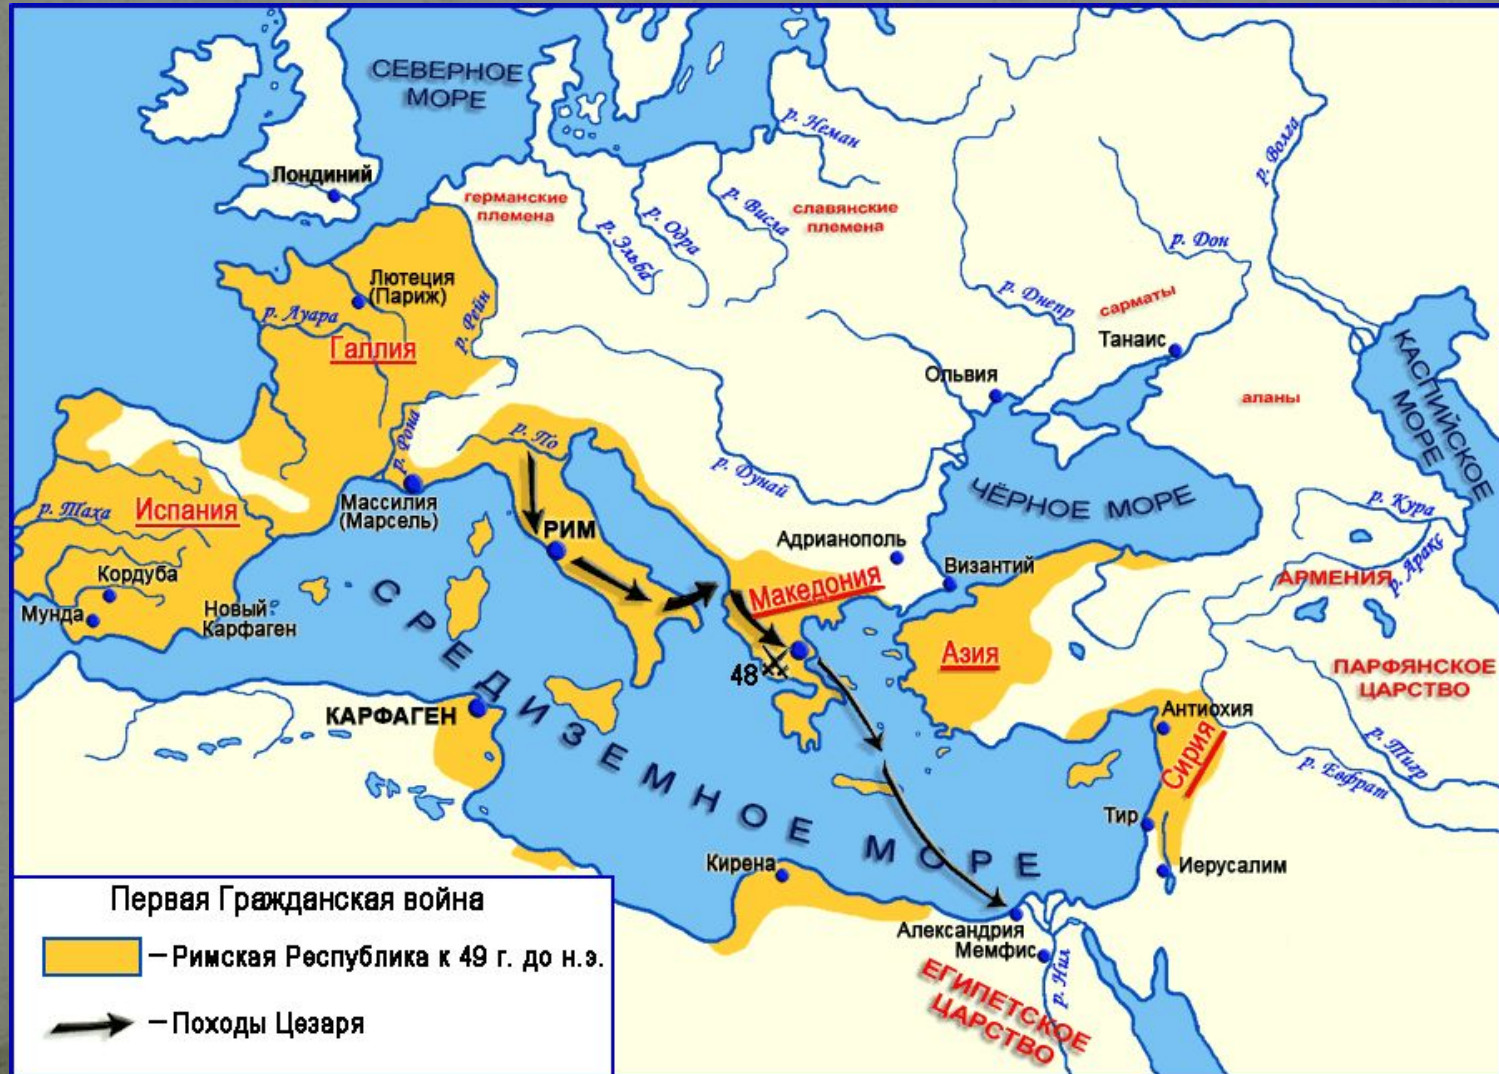 СЕВЕРНОЕ
МОРЕ
р. Неман
р. Волга
Лондиний
германские
племена
р. Эльба
р. Одра
р. Висла
славянские
племена
р. Дон
Лютеция
(Париж)
р. Луара
р. Рейн
Галлия
р. Днепр
сарматы
Танаис
Ольвия
аланы
КАСПИЙСКОЕ
МОРЕ
р. Рона
р. По
р. Дунай
ЧЁРНОЕ МОРЕ
р. Кура
р. Аракс
Массилия
(Марсель)
Испания
р. Таха
РИМ
Адрианополь
Византий
Македония
АРМЕНИЯ
Кордуба
Мунда
Новый
Карфаген
СРЕДИЗЕМНОЕ МОРЕ
48
Азия
ПАРФЯНСКОЕ
ЦАРСТВО
КАРФАГЕН
Антиохия
Сирия
р. Тигр
р. Евфрат
Тир
Иерусалим
Кирена
Александрия
Мемфис
р. Нил
ЕГИПЕТСКОЕ
ЦАРСТВО
Первая Гражданская война
– Римская Республика к 49 г. до н.э.
– Походы Цезаря